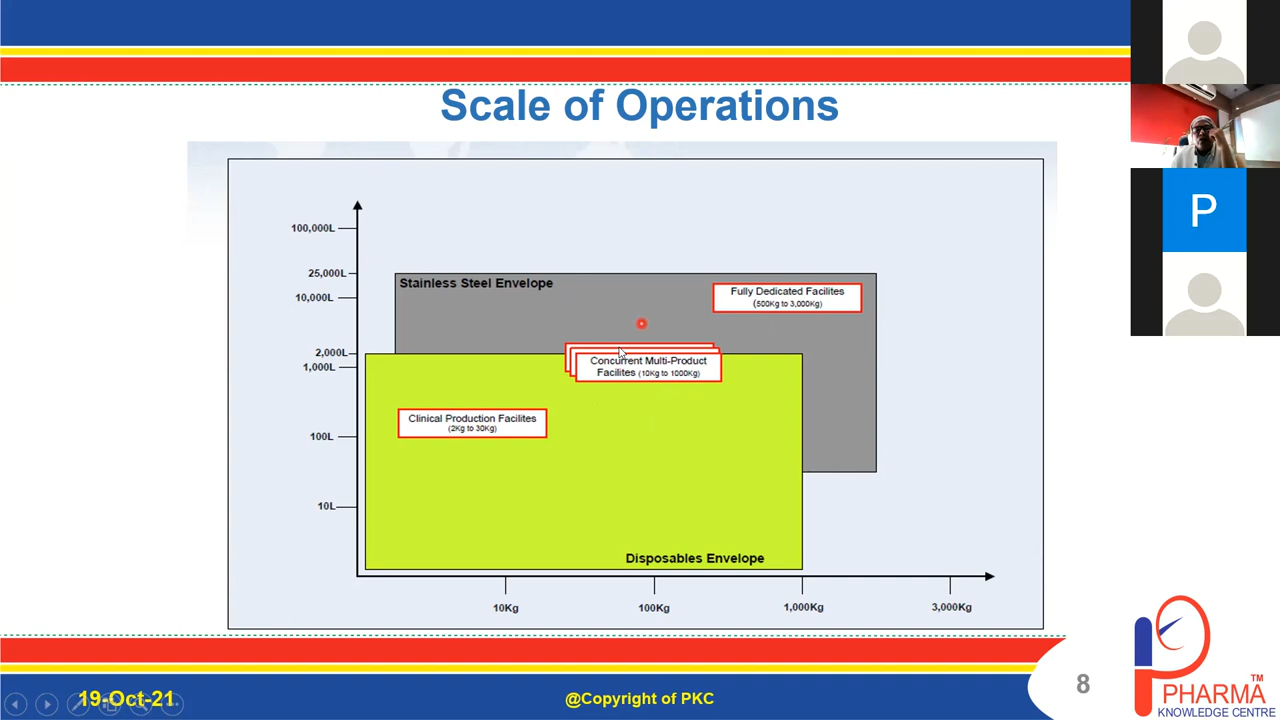 Scale of Operations
P
100,000L
25,000L
10,000L
2,000L
1,000L
100L
10L
Stainless Steel Envelope
Fully Dedicated Facilites
(500Kg to 3,000Kg)
Concurrent Multi-Product
Facilites (10Kg to 1000Kg)
Clinical Production Facilites
(2Kg to 30Kg)
Disposables Envelope
10Kg
100Kg
1,000Kg
3,000Kg
19-Oct-21
@Copyright of PKC
8
PHARMA™
KNOWLEDGE CENTRE